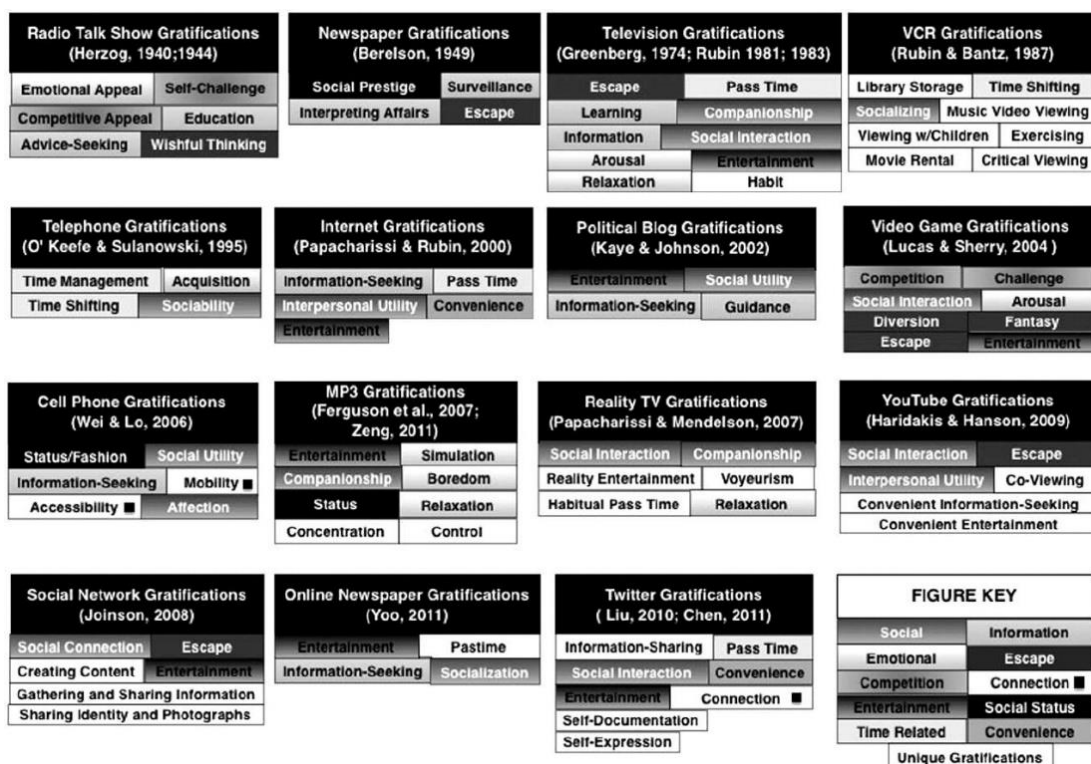 Radio Talk Show Gratifications
(Herzog, 1940;1944)
Emotional Appeal Self-Challenge
Competitive Appeal Education
Advice-Seeking Wishful Thinking
Newspaper Gratifications
(Berelson, 1949)
Social Prestige Surveillance
Interpreting Affairs Escape
Television Gratifications
(Greenberg, 1974; Rubin 1981; 1983)
Escape Pass Time
Learning Companionship
Information Social Interaction
Arousal Entertainment
Relaxation Habit
VCR Gratifications
(Rubin & Bantz, 1987)
Library Storage Time Shifting
Socializing Music Video Viewing
Viewing w/Children Exercising
Movie Rental Critical Viewing
Telephone Gratifications
(O' Keefe & Sulanowski, 1995)
Time Management Acquisition
Time Shifting Sociability
Internet Gratifications
(Papacharissi & Rubin, 2000)
Information-Seeking Pass Time
Interpersonal Utility Convenience
Entertainment
Political Blog Gratifications
(Kaye & Johnson, 2002)
Entertainment Social Utility
Information-Seeking Guidance
Video Game Gratifications
(Lucas & Sherry, 2004 )
Competition Challenge
Social Interaction Arousal
Diversion Fantasy
Escape Entertainment
Cell Phone Gratifications
(Wei & Lo, 2006)
Status/Fashion Social Utility
Information-Seeking Mobility
Accessibility Affection
MP3 Gratifications
(Ferguson et al., 2007;
Zeng, 2011)
Entertainment Simulation
Companionship Boredom
Status Relaxation
Concentration Control
Reality TV Gratifications
(Papacharissi & Mendelson, 2007)
Social Interaction Companionship
Reality Entertainment Voyeurism
Habitual Pass Time Relaxation
YouTube Gratifications
(Haridakis & Hanson, 2009)
Social Interaction Escape
Interpersonal Utility Co-Viewing
Convenient Information-Seeking
Convenient Entertainment
Social Network Gratifications
(Joinson, 2008)
Social Connection Escape
Creating Content Entertainment
Gathering and Sharing Information
Sharing Identity and Photographs
Online Newspaper Gratifications
(Yoo, 2011)
Entertainment Pastime
Information-Seeking Socialization
Twitter Gratifications
( Liu, 2010; Chen, 2011)
Information-Sharing Pass Time
Social Interaction Convenience
Entertainment Connection
Self-Documentation
Self-Expression
FIGURE KEY
Social Information
Emotional Escape
Competition Connection
Entertainment Social Status
Time Related Convenience
Unique Gratifications